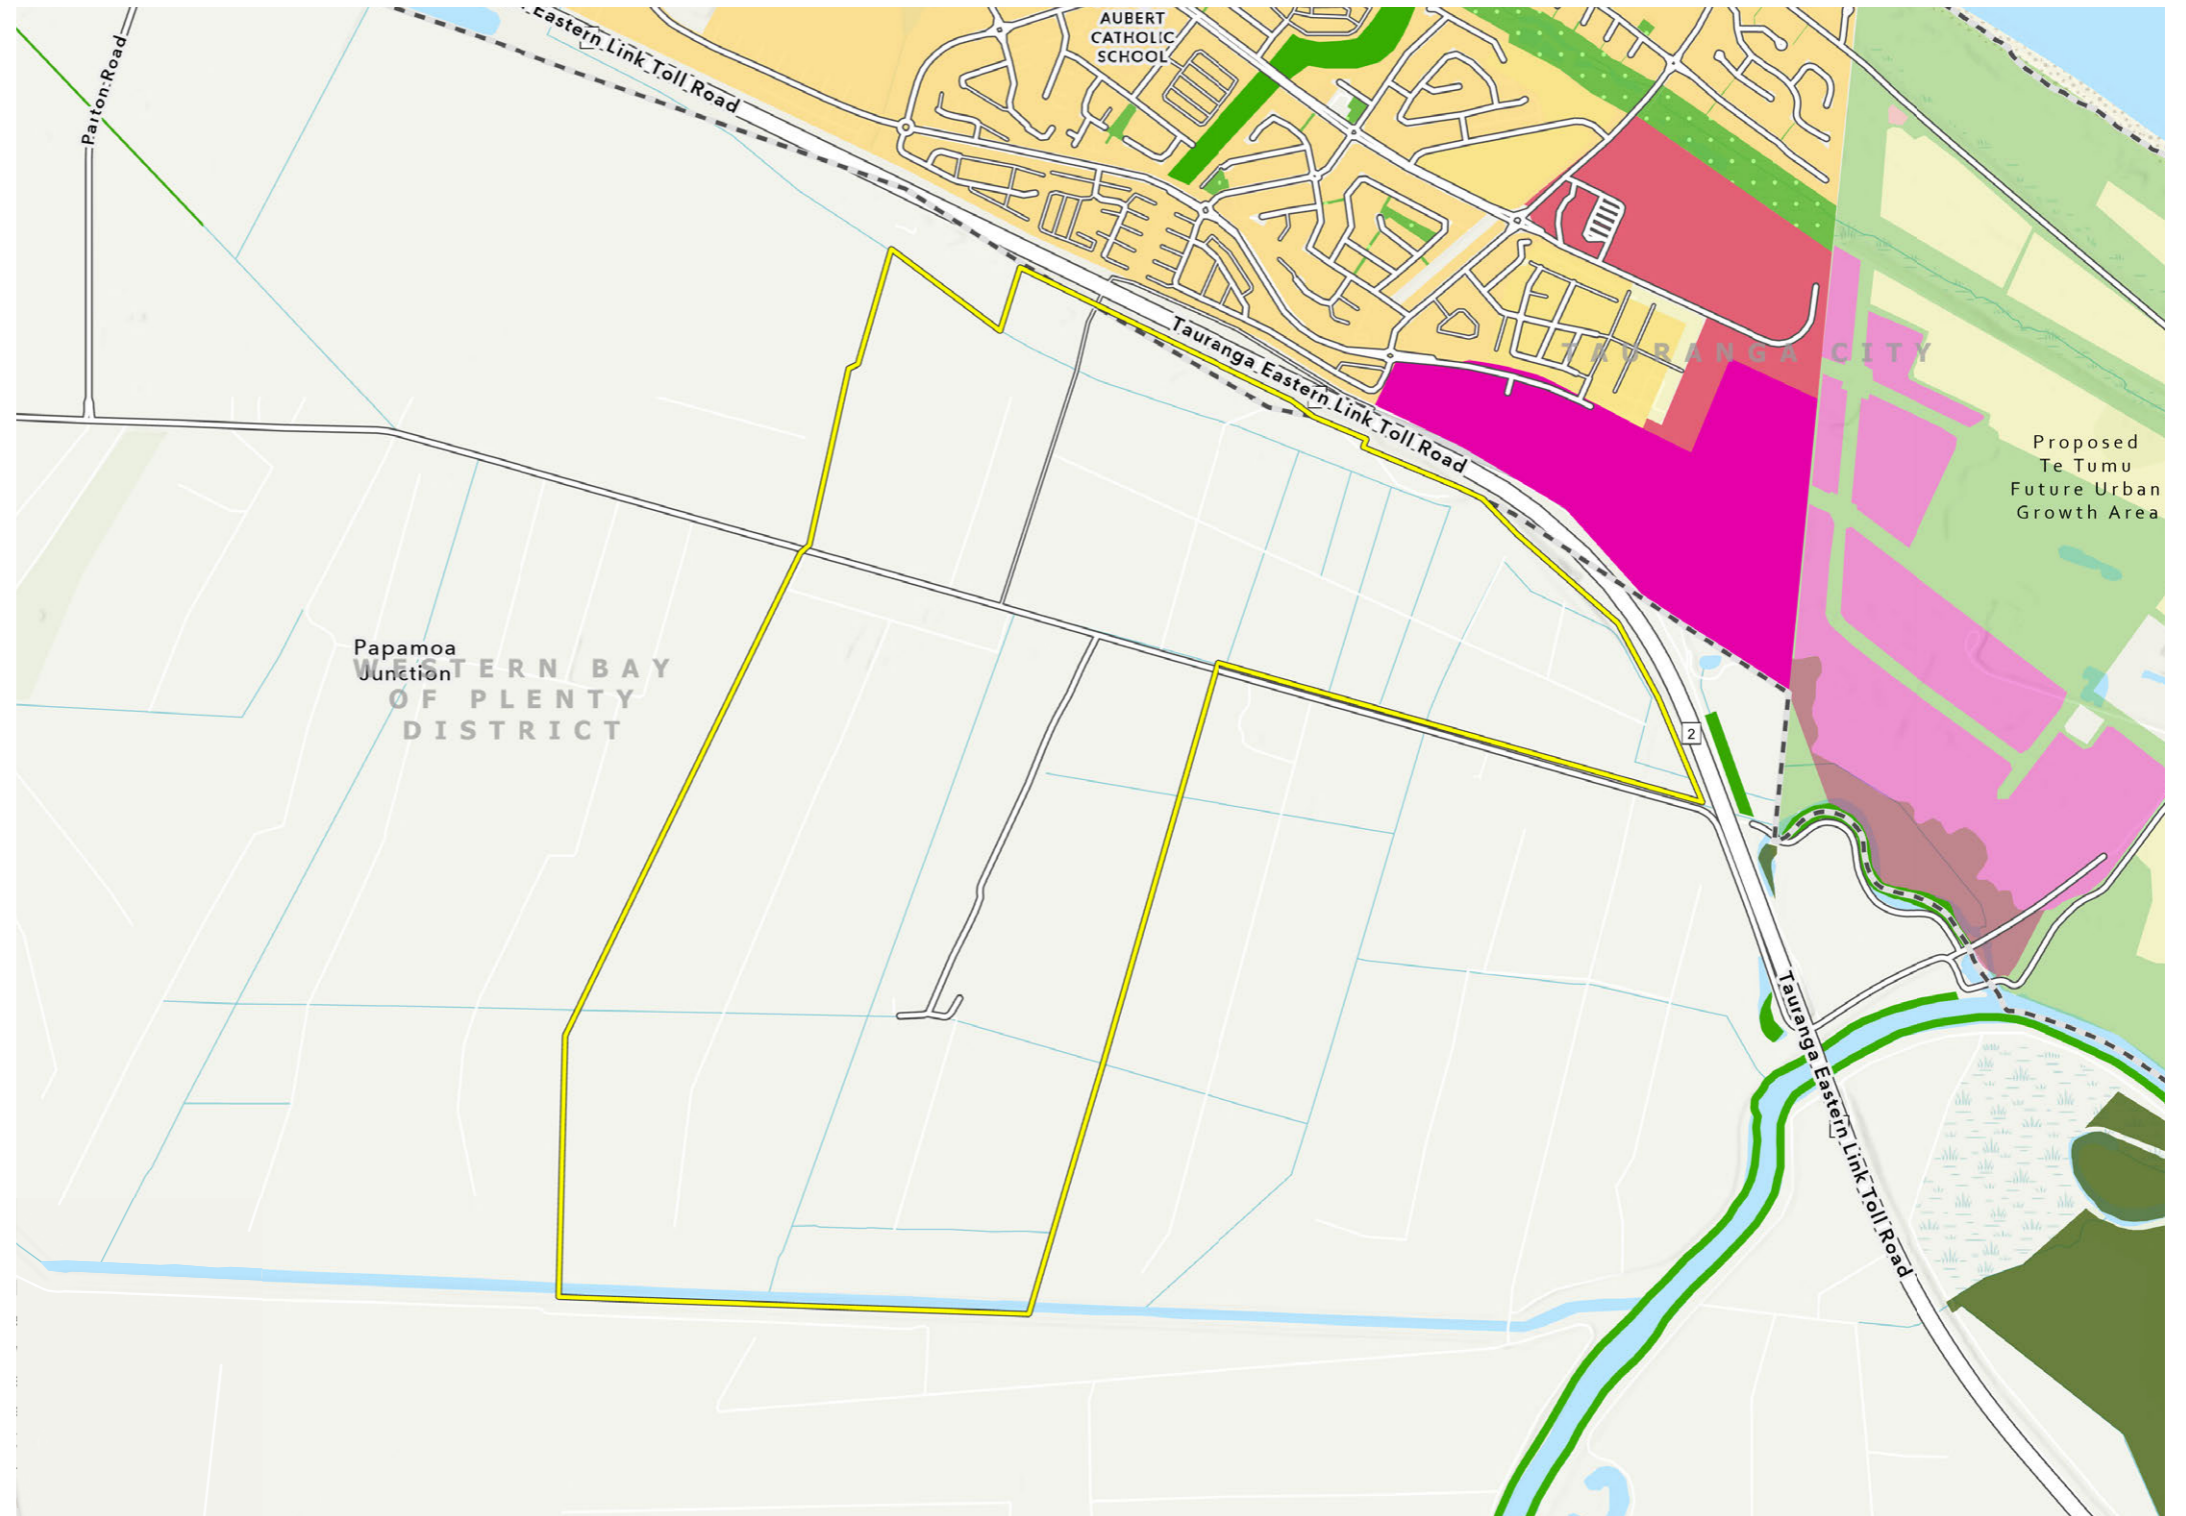 Eastern Link Toll Road
AUBERT
CATHOLIC
SCHOOL
Parton Road
Tauranga Eastern Link Toll Road
TAURANGA CITY
Proposed
Te Tumu
Future Urban
Growth Area
Papamoa
Junction
WESTERN BAY
OF PLENTY
DISTRICT
2
Tauranga Eastern Link Toll Road